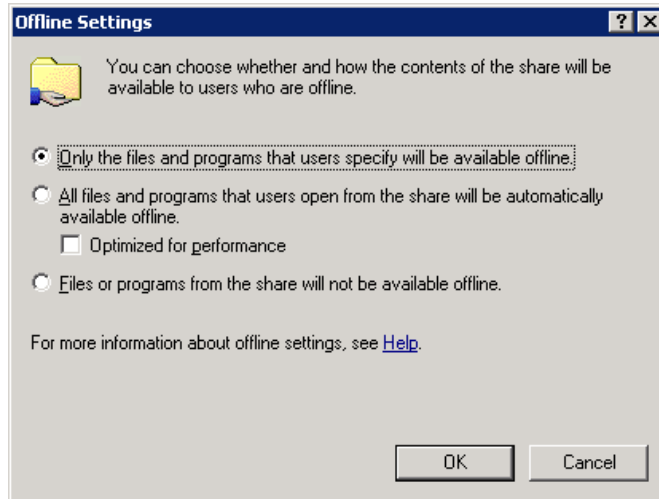 Offline Settings
You can choose whether and how the contents of the share will be
available to users who are offline.
Only the files and programs that users specify will be available offline.
All files and programs that users open from the share will be automatically
available offline.
Optimized for performance
Files or programs from the share will not be available offline.
For more information about offline settings, see Help.
OK Cancel